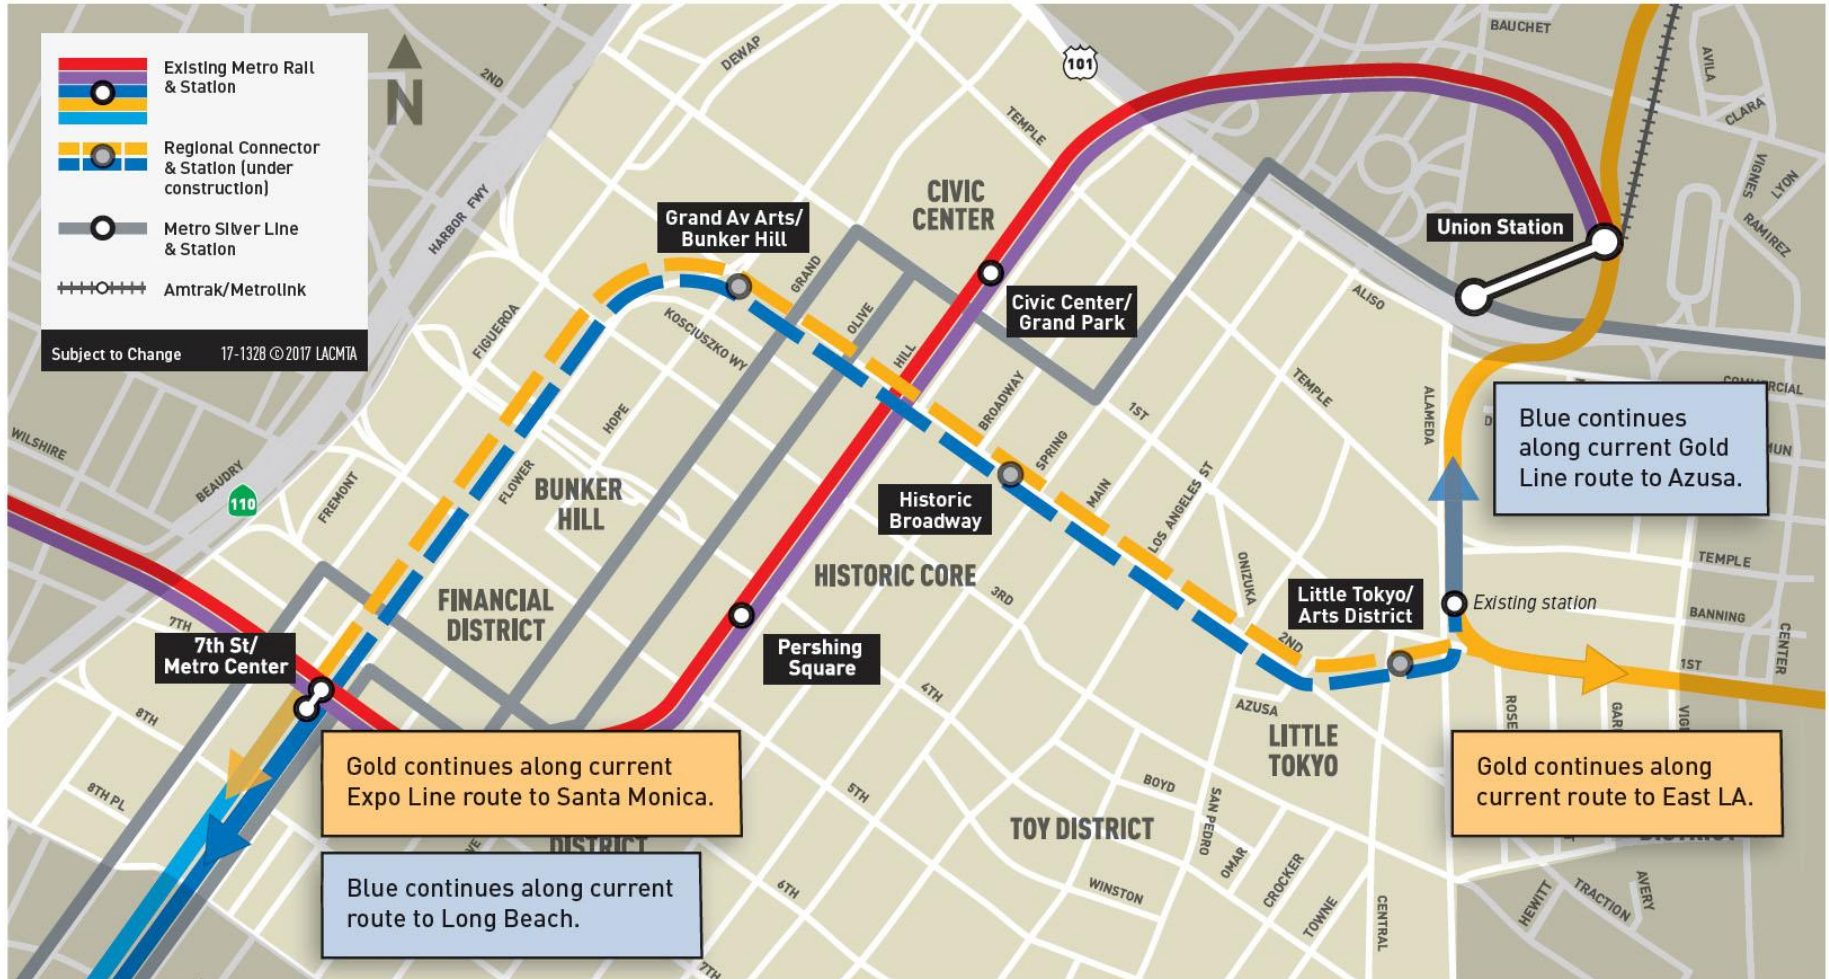 Existing Metro Rail
& Station
Regional Connector
& Station (under
construction)
Metro Silver Line
& Station
Amtrak/Metrolink
Subject to Change
17-1328 © 2017 LACMTA
N
2ND
DEWAP
101
BAUCHET
AVILA
CLARA
VIGNES
LYON
RAMIREZ
TEMPLE
HARBOR FWY
CIVIC
CENTER
Grand Av Arts/
Bunker Hill
Union Station
GRAND
OLIVE
Civic Center/
Grand Park
ALISO
FIGUEROA
KOSCIUSZKO WY
HILL
HOPE
BROADWAY
1ST
TEMPLE
ALAMEDA
Blue continues
along current Gold
Line route to Azusa.
WILSHIRE
BEAUDRY
110
FREMONT
FLOWER
BUNKER
HILL
SPRING
MAIN
LOS ANGELES ST
Historic
Broadway
HISTORIC CORE
ONIZUKA
TEMPLE
3RD
FINANCIAL
DISTRICT
Little Tokyo/
Arts District
Existing station
BANNING
CENTER
7TH
7th St/
Metro Center
Pershing
Square
2ND
1ST
4TH
AZUSA
8TH
LITTLE
TOKYO
Gold continues along current
Expo Line route to Santa Monica.
Gold continues along
current route to East LA.
8TH PL
5TH
BOYD
SAN PEDRO
TOY DISTRICT
DISTRICT
Blue continues along current
route to Long Beach.
6TH
WINSTON
OMAR
CROCKER
TOWNE
CENTRAL
HEWITT
TRACTION
AVERY
7TH